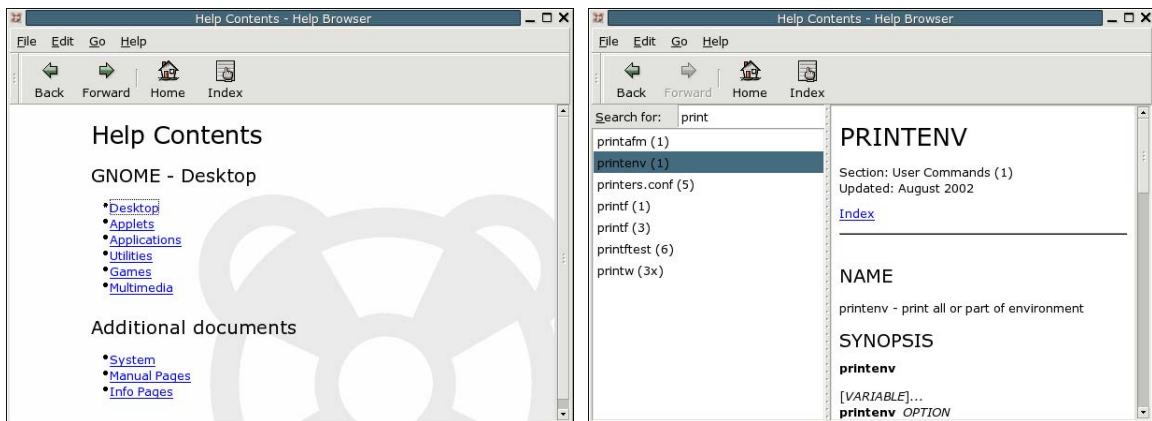 Help Contents - Help Browser
File Edit Go Help
Back Forward Home Index
Help Contents
GNOME - Desktop
Desktop
Applets
Applications
Utilities
Games
Multimedia
Additional documents
System
Manual Pages
Info Pages
Help Contents - Help Browser
File Edit Go Help
Back Forward Home Index
Search for: print
printafm (1)
printenv (1)
printers.conf (5)
printf (1)
printf (3)
printftest (6)
printw (3x)
PRINTENV
Section: User Commands (1)
Updated: August 2002
Index
NAME
printenv - print all or part of environment
SYNOPSIS
printenv
[VARIABLE]...
printenv OPTION